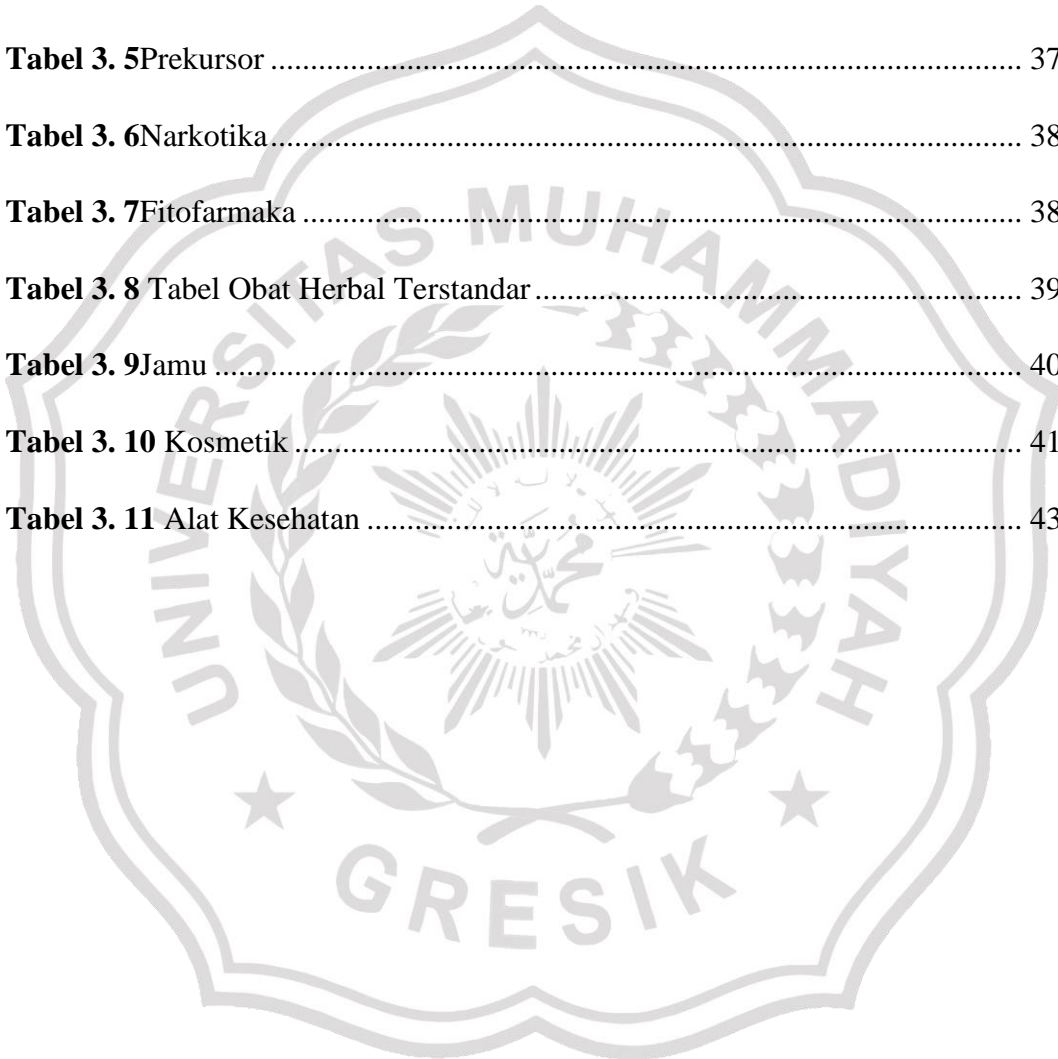 Tabel 3. 5Prekursor ................................................................................................ 37
Tabel 3. 6Narkotika ................................................................................................ 38
Tabel 3. 7Fitofarmaka ............................................................................................ 38
Tabel 3. 8 Tabel Obat Herbal Terstandar .............................................................. 39
Tabel 3. 9Jamu ....................................................................................................... 40
Tabel 3. 10 Kosmetik ............................................................................................. 41
Tabel 3. 11 Alat Kesehatan .................................................................................... 43
UNIVERSITAS MUHAMMADIYAH
GRESIK
محمد